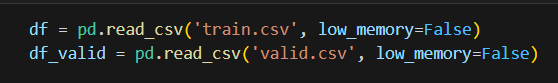 df = pd.read_csv('train.csv', low_memory=False)
df_valid = pd.read_csv('valid.csv', low_memory=False)